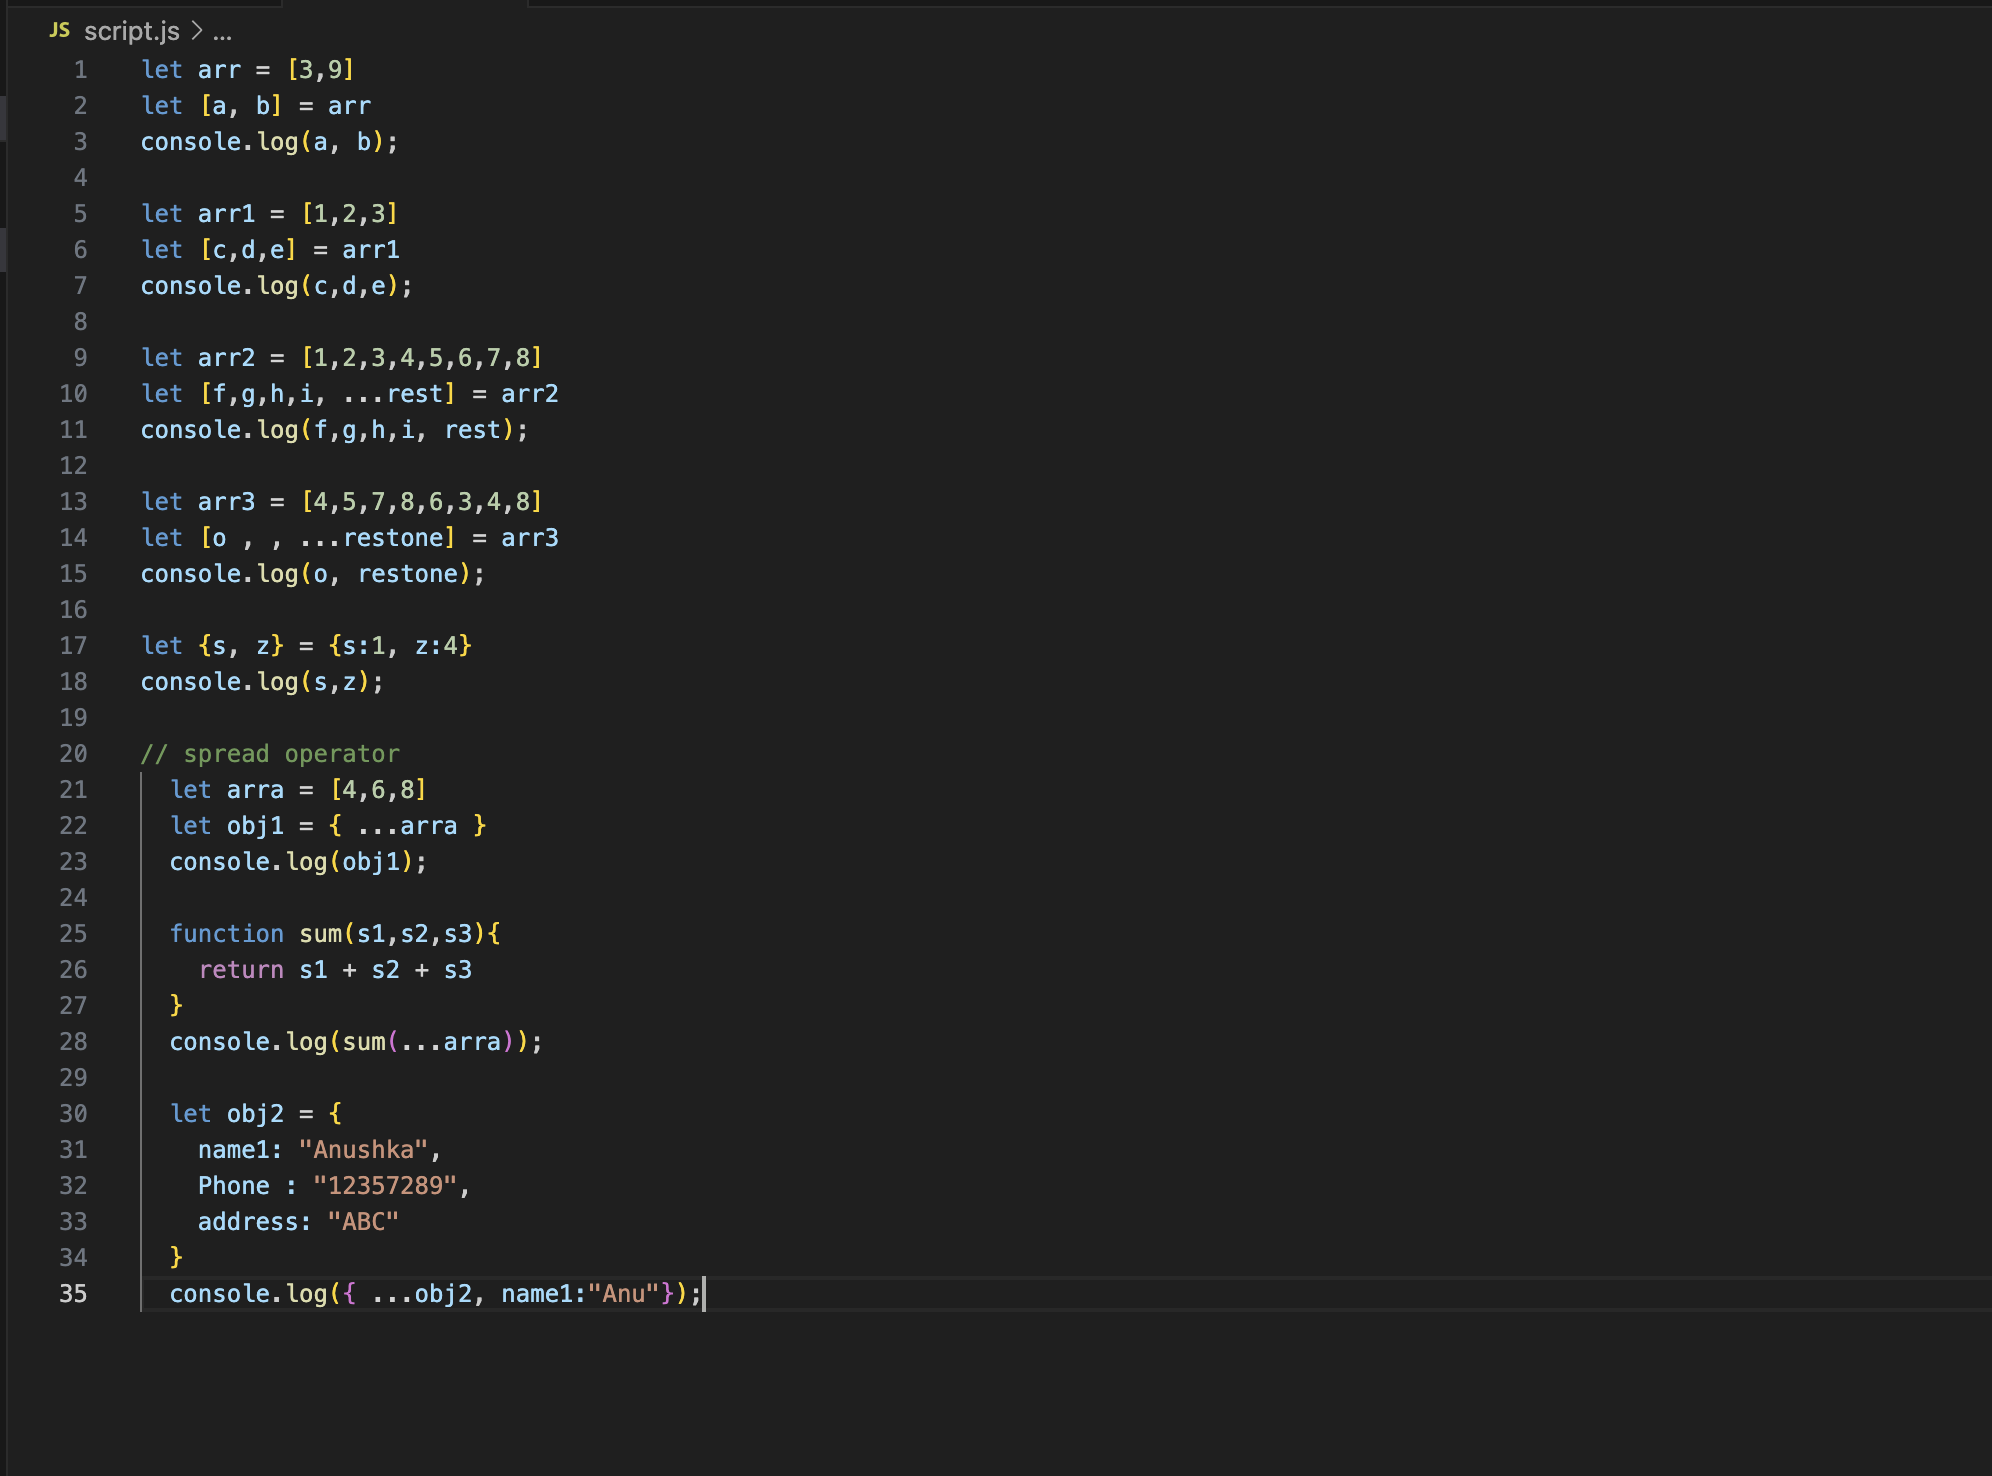 JS script.js > ...
1 let arr = [3,9]
2 let [a, b] = arr
3 console.log(a, b);
4
5 let arr1 = [1,2,3]
6 let [c,d,e] = arr1
7 console.log(c,d,e);
8
9 let arr2 = [1,2,3,4,5,6,7,8]
10 let [f,g,h,i, ...rest] = arr2
11 console.log(f,g,h,i, rest);
12
13 let arr3 = [4,5,7,8,6,3,4,8]
14 let [o , , ...restone] = arr3
15 console.log(o, restone);
16
17 let {s, z} = {s:1, z:4}
18 console.log(s,z);
19
20 // spread operator
21   let arra = [4,6,8]
22   let obj1 = { ...arra }
23   console.log(obj1);
24
25   function sum(s1,s2,s3){
26     return s1 + s2 + s3
27   }
28   console.log(sum(...arra));
29
30   let obj2 = {
31     name1: "Anushka",
32     Phone : "12357289",
33     address: "ABC"
34   }
35   console.log({ ...obj2, name1:"Anu"});